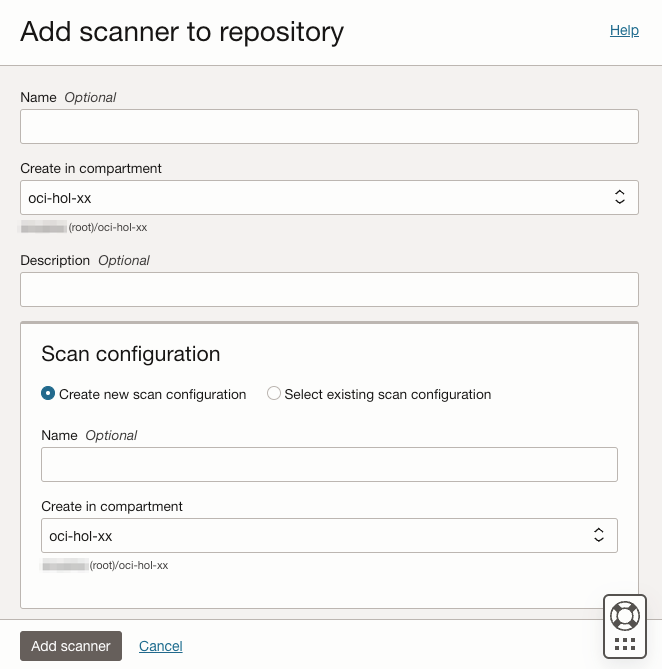 Add scanner to repository
Help
Name Optional
Create in compartment
oci-hol-xx
(root)/oci-hol-xx
Description Optional
Scan configuration
Create new scan configuration Select existing scan configuration
Name Optional
Create in compartment
oci-hol-xx
(root)/oci-hol-xx
Add scanner Cancel